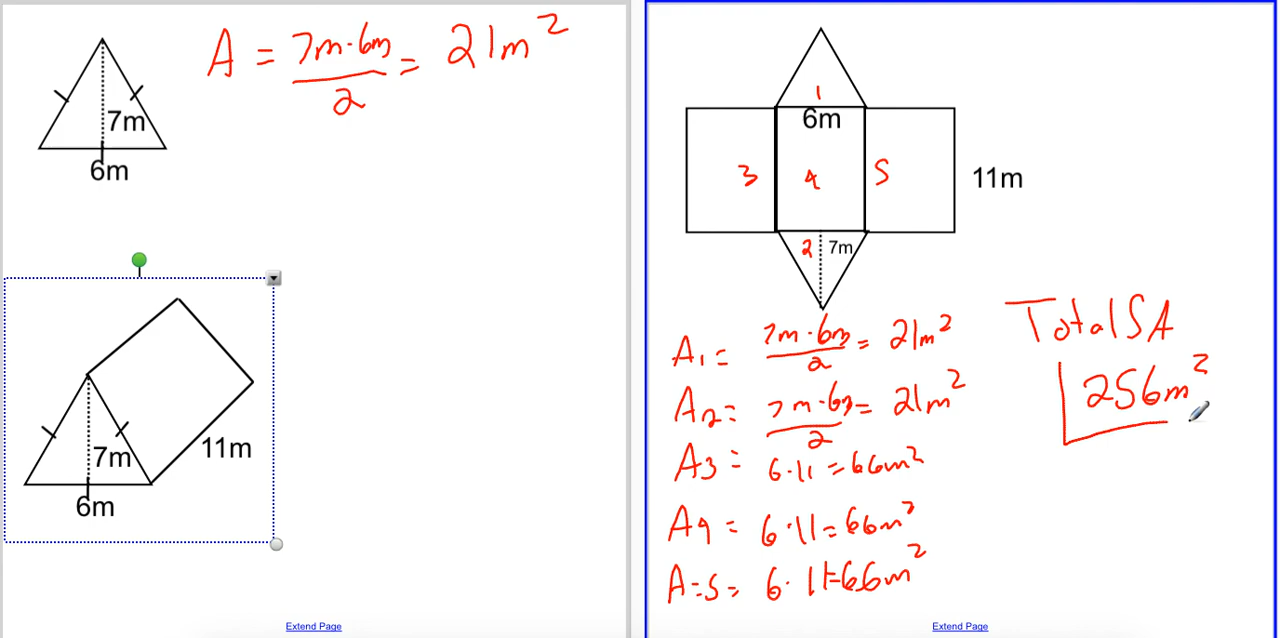 A = 7m·6m/2 = 21m²
7m
6m
7m
11m
6m
Extend Page
1
6m
3 4 5
11m
2 7m
A1 = 7m·6m/2 = 21m²
A2 = 7m·6m/2 = 21m²
A3 = 6·11 = 66m²
A4 = 6·11 = 66m²
A=5= 6·11=66m²
Total SA
256m²
Extend Page